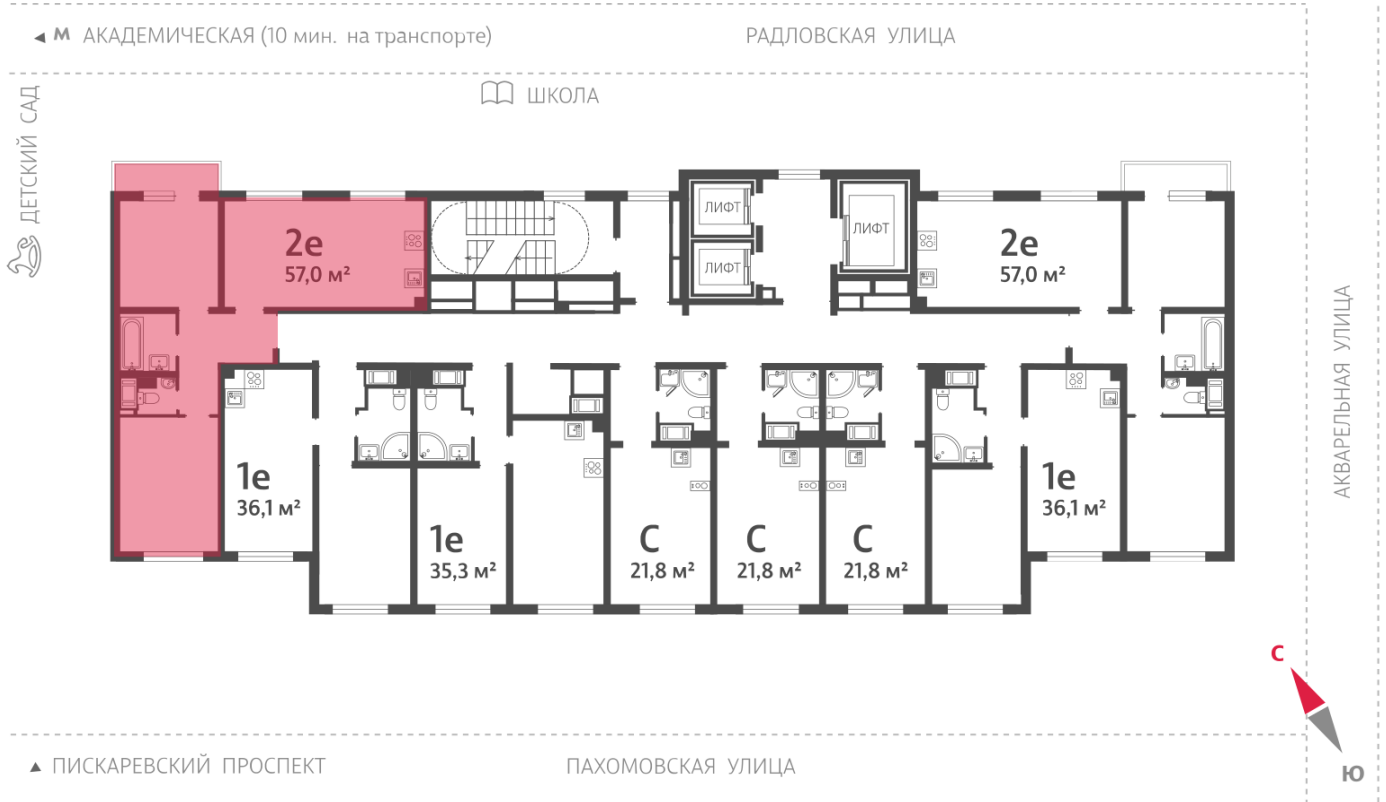 М АКАДЕМИЧЕСКАЯ (10 мин. на транспорте)
РАДЛОВСКАЯ УЛИЦА
ДЕТСКИЙ САД
ШКОЛА
ЛИФТ
ЛИФТ
ЛИФТ
2е
57,0 м²
2е
57,0 м²
АКВАРЕЛЬНАЯ УЛИЦА
1е
36,1 м²
1е
35,3 м²
С
21,8 м²
С
21,8 м²
С
21,8 м²
1е
36,1 м²
С
Ю
ПИСКАРЕВСКИЙ ПРОСПЕКТ
ПАХОМОВСКАЯ УЛИЦА